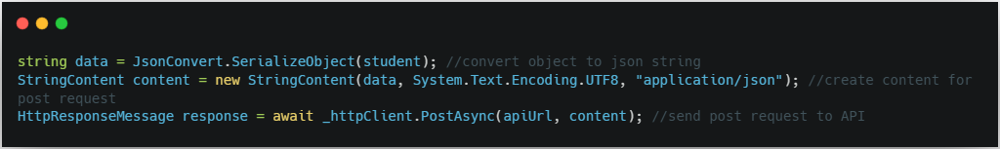 string data = JsonConvert.SerializeObject(student); //convert object to json string
StringContent content = new StringContent(data, System.Text.Encoding.UTF8, "application/json"); //create content for
post request
HttpResponseMessage response = await _httpClient.PostAsync(apiUrl, content); //send post request to API